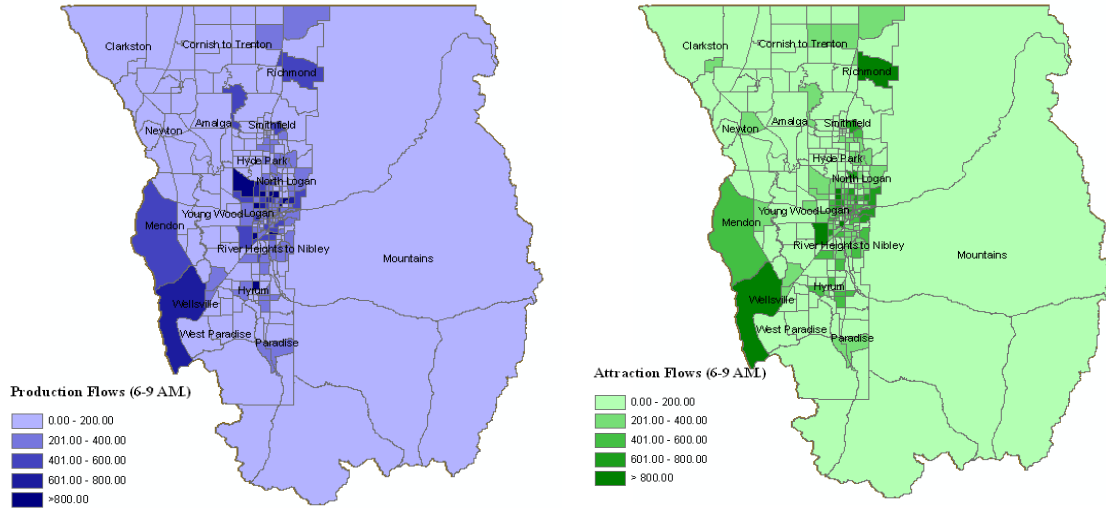 Clarkston
Cornish to Trenton
Richmond
Amalga
Smithfield
Newton
Hyde Park
North Logan
Young Wood
Logan
Mendon
River Heights to Nibley
Mountains
Hyrum
Wellsville
West Paradise
Paradise
Production Flows (6-9 AM.)
0.00 - 200.00
201.00 - 400.00
401.00 - 600.00
601.00 - 800.00
>800.00
Clarkston
Cornish to Trenton
Richmond
Amalga
Smithfield
Newton
Hyde Park
North Logan
Young Wood
Logan
Mendon
River Heights to Nibley
Mountains
Hyrum
Wellsville
West Paradise
Paradise
Attraction Flows (6-9 AM.)
0.00 - 200.00
201.00 - 400.00
401.00 - 600.00
601.00 - 800.00
> 800.00